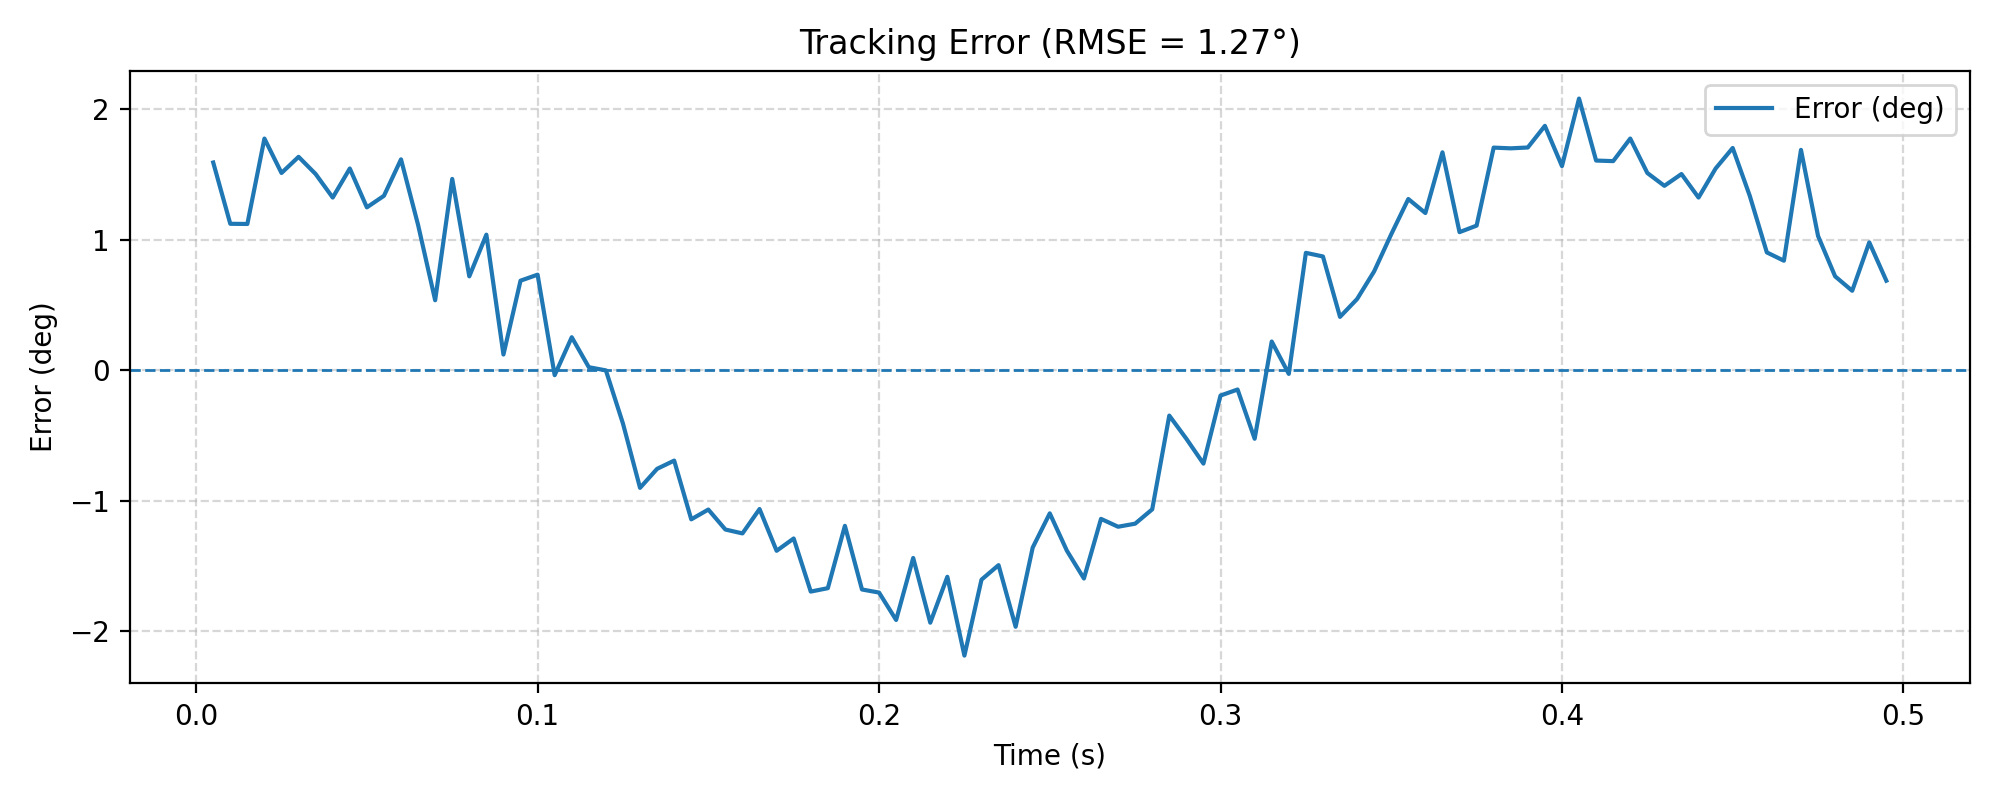 Tracking Error (RMSE = 1.27°)
Error (deg)
2
1
0
−1
−2
Error (deg)
0.0 0.1 0.2 0.3 0.4 0.5
Time (s)